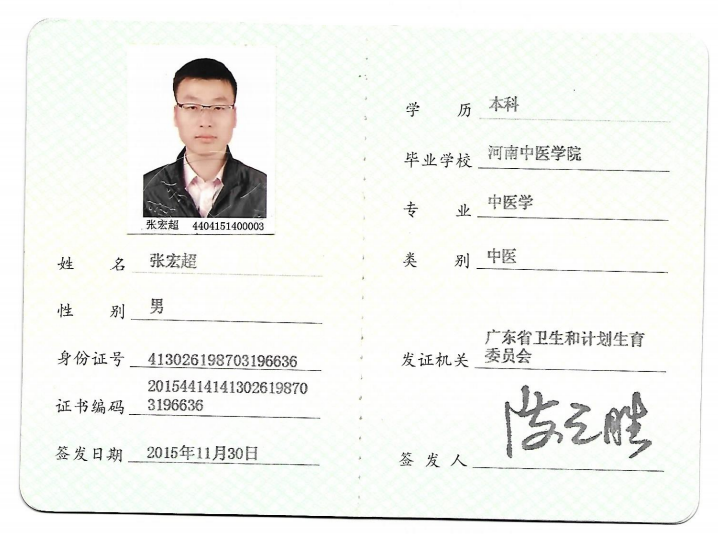 张宏超 4404151400003
姓 名 张宏超
性 别 男
身份证号 413026198703196636
证书编码 20154414141302619870
3196636
签发日期 2015年11月30日
学 历 本科
毕业学校 河南中医学院
专 业 中医学
类 别 中医
发证机关 广东省卫生和计划生育
委员会
签 发 人